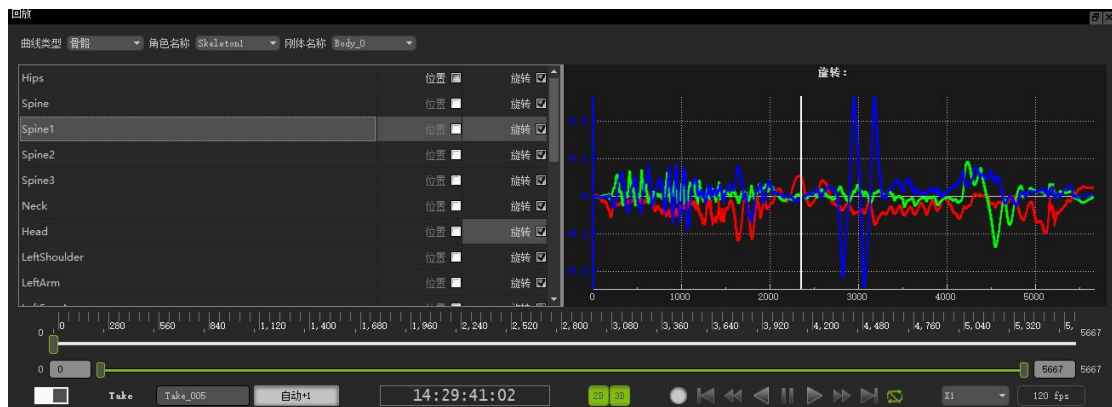 回放
曲线类型 骨骼 角色名称 Skeleton1 刚体名称 Body_0
Hips 位置 旋转
Spine 位置 旋转
Spine1 位置 旋转
Spine2 位置 旋转
Spine3 位置 旋转
Neck 位置 旋转
Head 位置 旋转
LeftShoulder 位置 旋转
LeftArm 位置 旋转
旋转:
0 1000 2000 3000 4000 5000
0 0 280 560 840 1,120 1,400 1,680 1,960 2,240 2,520 2,800 3,080 3,360 3,640 3,920 4,200 4,480 4,760 5,040 5,320 5, 5667
0 0 5667 5667
Take Take_005 自动+1 14:29:41:02 2D 3D X1 120 fps